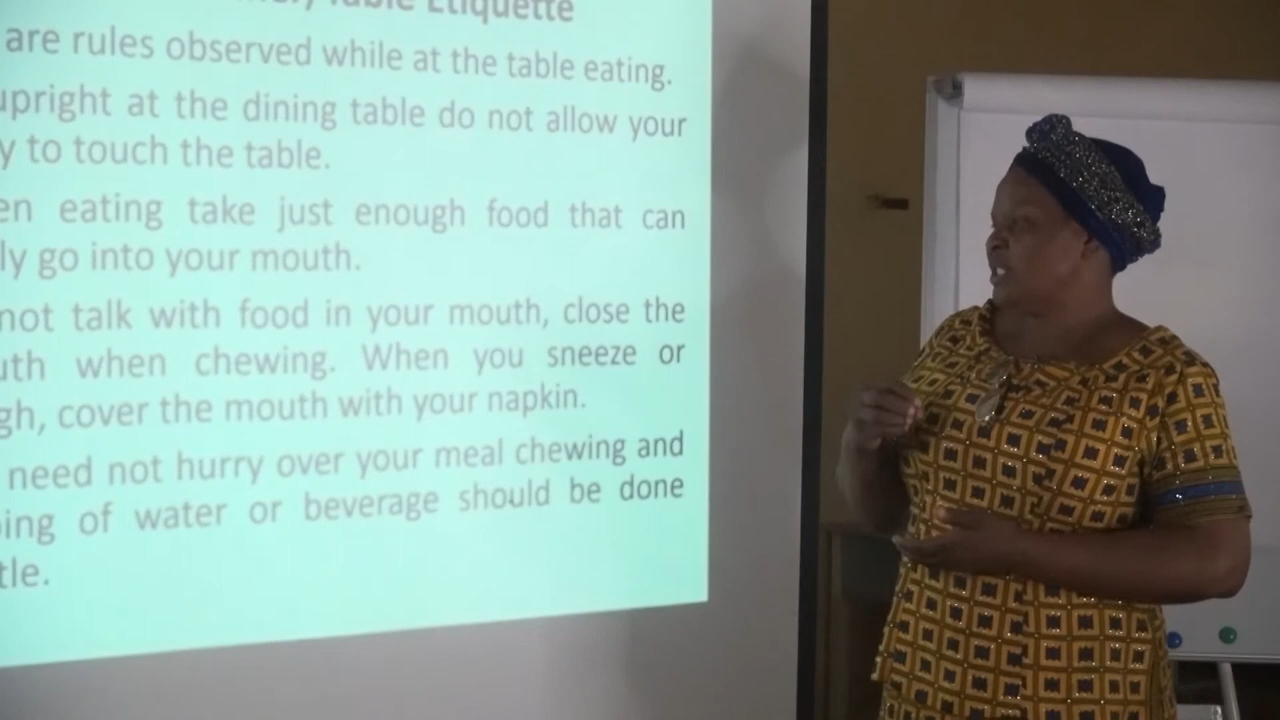 Table Etiquette
are rules observed while at the table eating.
upright at the dining table do not allow your
y to touch the table.
en eating take just enough food that can
ly go into your mouth.
not talk with food in your mouth, close the
uth when chewing. When you sneeze or
gh, cover the mouth with your napkin.
need not hurry over your meal chewing and
ing of water or beverage should be done
tle.